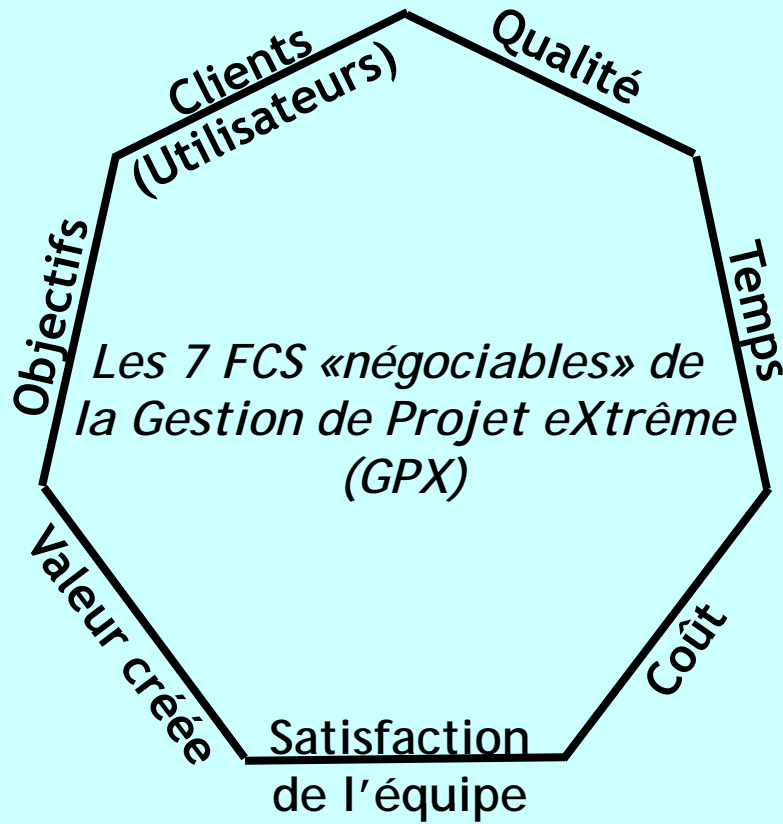 Clients
(Utilisateurs)
Qualité
Objectifs
Temps
Les 7 FCS «négociables» de
la Gestion de Projet eXtrême
(GPX)
Valeur créée
Coût
Satisfaction
de l’équipe